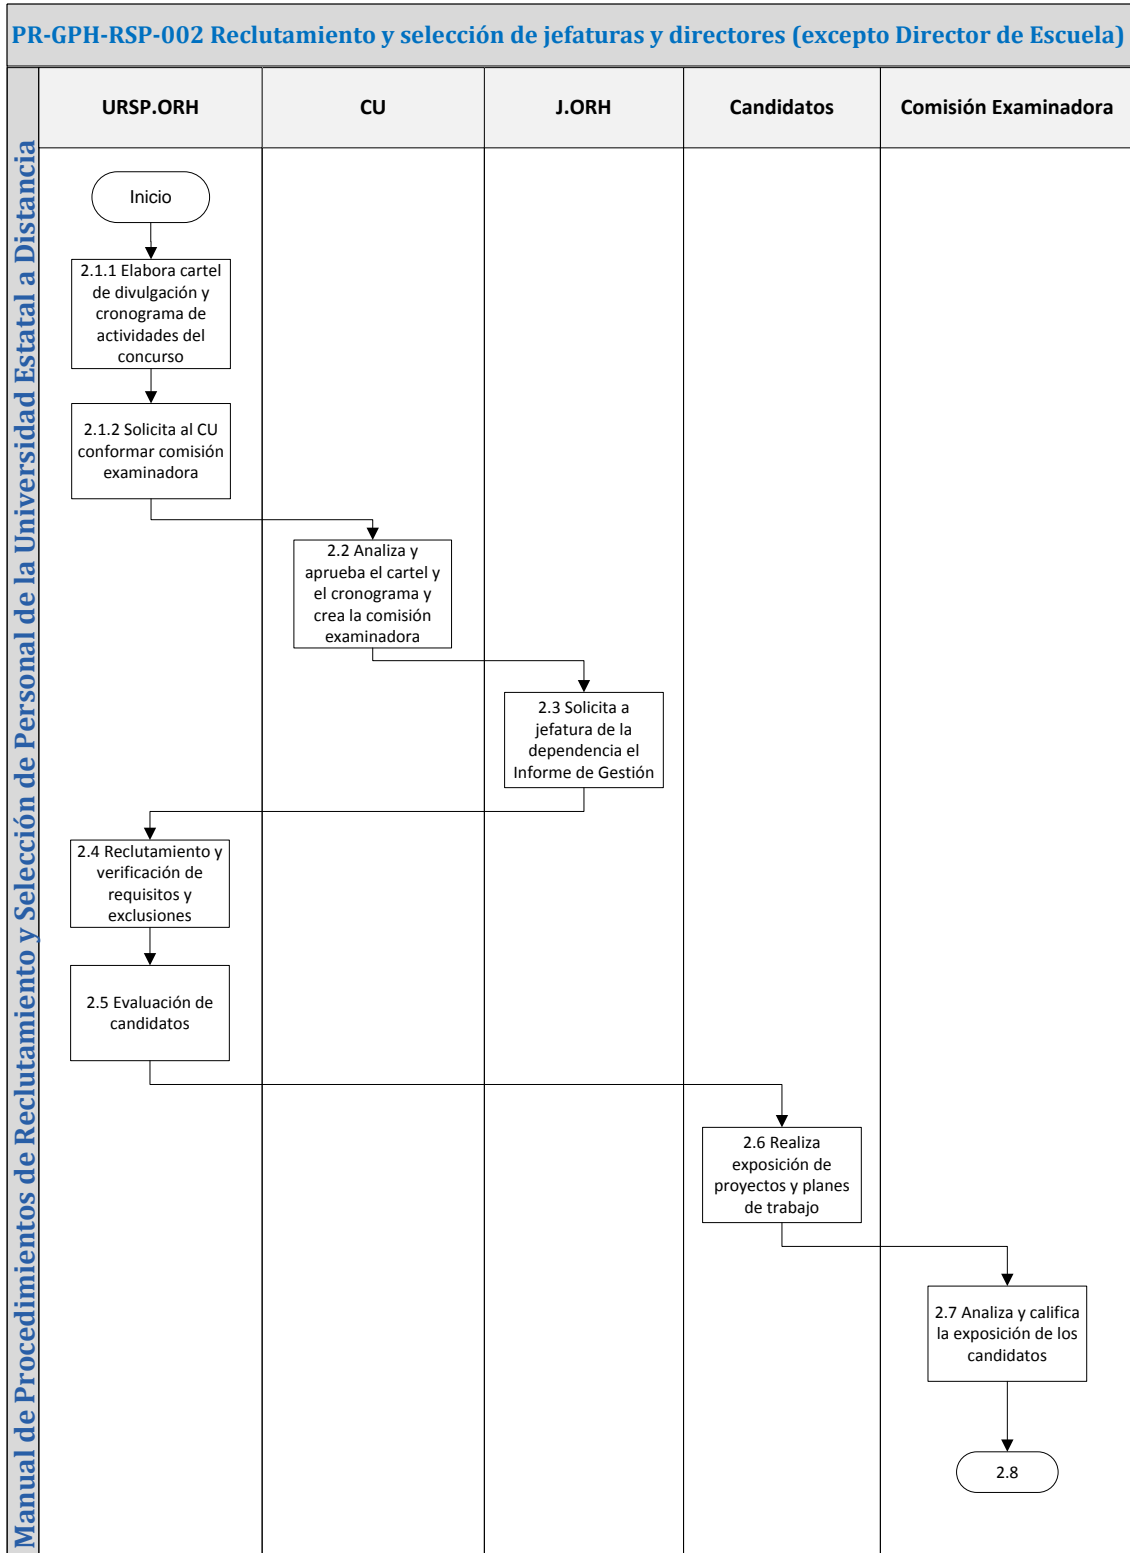 PR-GPH-RSP-002 Reclutamiento y selección de jefaturas y directores (excepto Director de Escuela)
Manual de Procedimientos de Reclutamiento y Selección de Personal de la Universidad Estatal a Distancia
URSP.ORH
CU
J.ORH
Candidatos
Comisión Examinadora
Inicio
2.1.1 Elabora cartel
de divulgación y
cronograma de
actividades del
concurso
2.1.2 Solicita al CU
conformar comisión
examinadora
2.2 Analiza y
aprueba el cartel y
el cronograma y
crea la comisión
examinadora
2.3 Solicita a
jefatura de la
dependencia el
Informe de Gestión
2.4 Reclutamiento y
verificación de
requisitos y
exclusiones
2.5 Evaluación de
candidatos
2.6 Realiza
exposición de
proyectos y planes
de trabajo
2.7 Analiza y califica
la exposición de los
candidatos
2.8